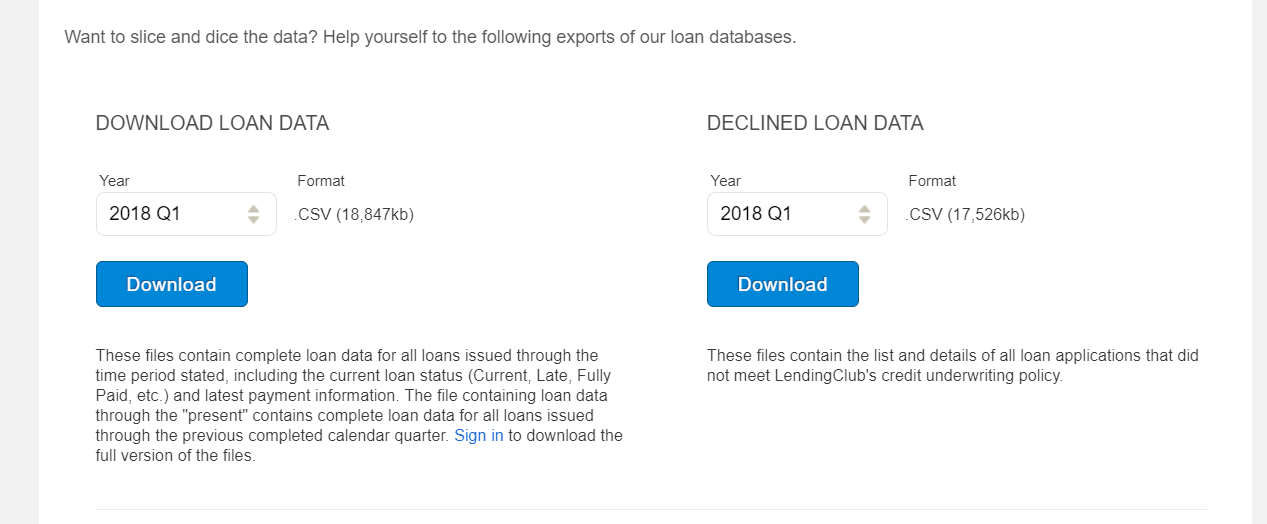 Want to slice and dice the data? Help yourself to the following exports of our loan databases.
DOWNLOAD LOAN DATA
Year
Format
2018 Q1
.CSV (18,847kb)
Download
These files contain complete loan data for all loans issued through the
time period stated, including the current loan status (Current, Late, Fully
Paid, etc.) and latest payment information. The file containing loan data
through the "present" contains complete loan data for all loans issued
through the previous completed calendar quarter. Sign in to download the
full version of the files.
DECLINED LOAN DATA
Year
Format
2018 Q1
.CSV (17,526kb)
Download
These files contain the list and details of all loan applications that did
not meet LendingClub's credit underwriting policy.